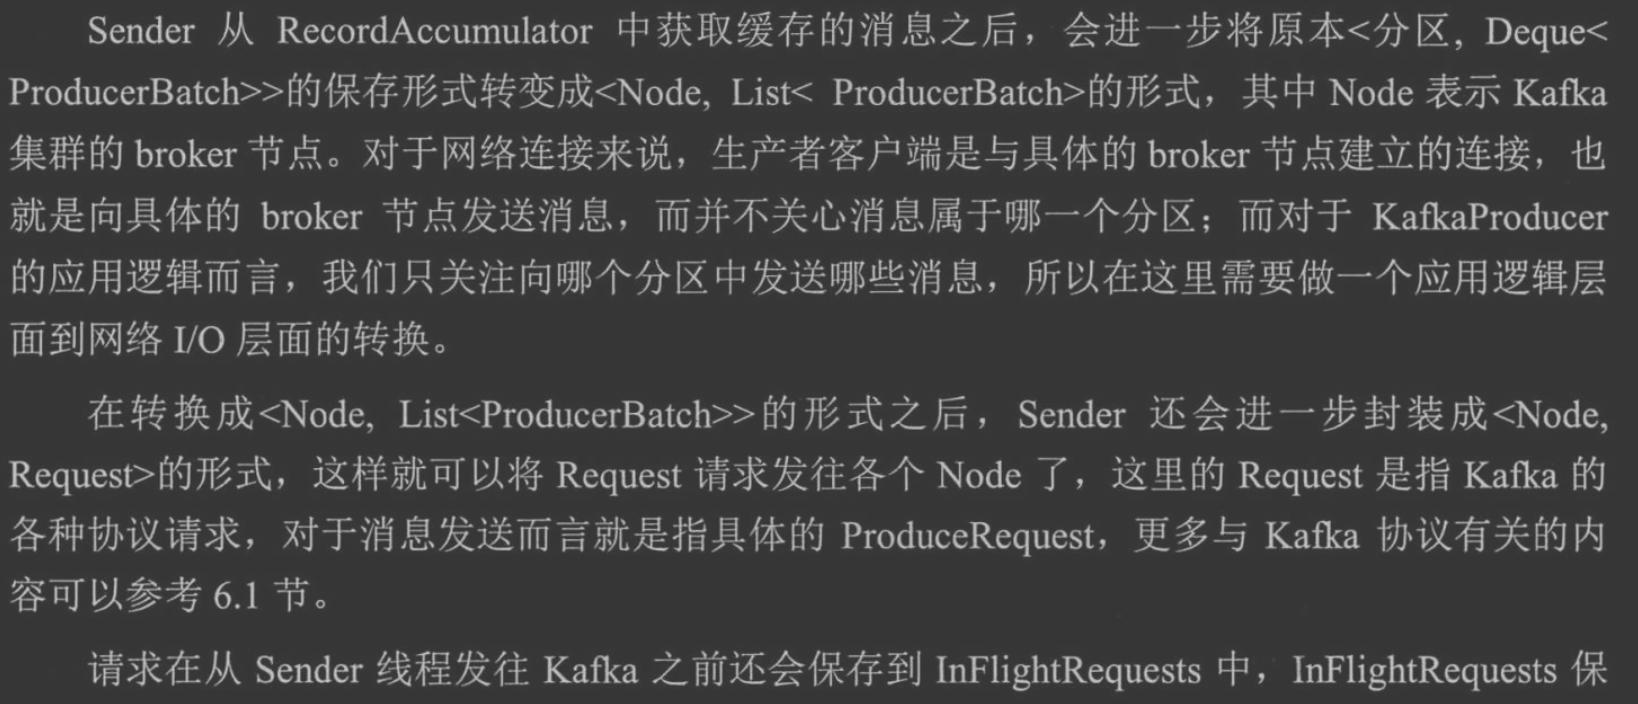 Sender 从 RecordAccumulator 中获取缓存的消息之后，会进一步将原本<分区, Deque<
ProducerBatch>>的保存形式转变成<Node, List< ProducerBatch>的形式，其中 Node 表示 Kafka
集群的 broker 节点。对于网络连接来说，生产者客户端是与具体的 broker 节点建立的连接，也
就是向具体的 broker 节点发送消息，而并不关心消息属于哪一个分区；而对于 KafkaProducer
的应用逻辑而言，我们只关注向哪个分区中发送哪些消息，所以在这里需要做一个应用逻辑层
面到网络 I/O 层面的转换。
在转换成<Node, List<ProducerBatch>>的形式之后，Sender 还会进一步封装成<Node,
Request>的形式，这样就可以将 Request 请求发往各个 Node 了，这里的 Request 是指 Kafka 的
各种协议请求，对于消息发送而言就是指具体的 ProduceRequest，更多与 Kafka 协议有关的内
容可以参考 6.1 节。
请求在从 Sender 线程发往 Kafka 之前还会保存到 InFlightRequests 中，InFlightRequests 保